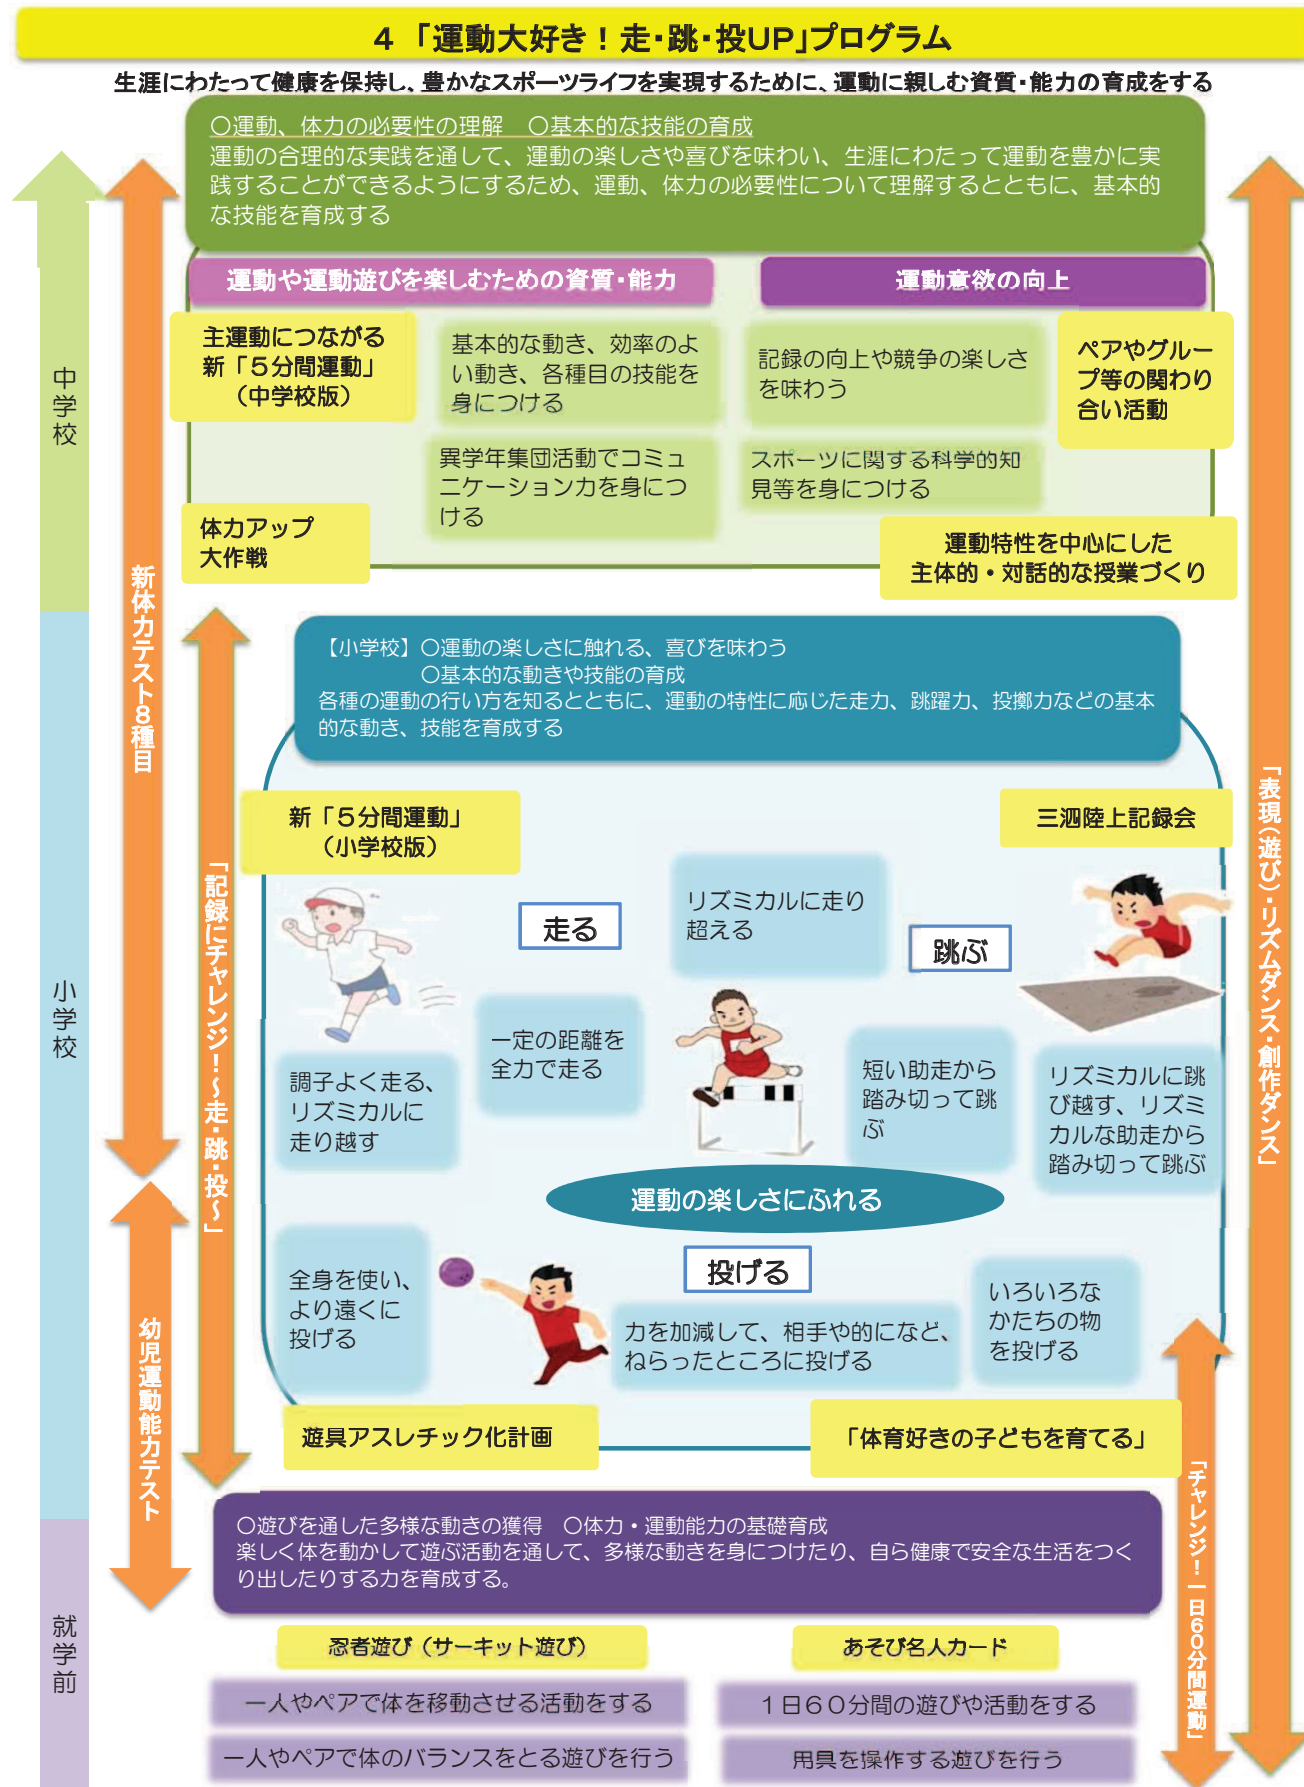 4 「運動大好き！走・跳・投UP」プログラム
生涯にわたって健康を保持し、豊かなスポーツライフを実現するために、運動に親しむ資質・能力の育成をする
〇運動、体力の必要性の理解　〇基本的な技能の育成
運動の合理的な実践を通して、運動の楽しさや喜びを味わい、生涯にわたって運動を豊かに実
践することができるようにするため、運動、体力の必要性について理解するとともに、基本的
な技能を育成する
運動や運動遊びを楽しむための資質・能力
運動意欲の向上
主運動につながる
新「５分間運動」
（中学校版）
基本的な動き、効率のよ
い動き、各種目の技能を
身につける
記録の向上や競争の楽しさ
を味わう
ペアやグルー
プ等の関わり
合い活動
異学年集団活動でコミュ
ニケーション力を身につ
ける
スポーツに関する科学的知
見等を身につける
体力アップ
大作戦
運動特性を中心にした
主体的・対話的な授業づくり
中学校
新体力テスト８種目
【小学校】〇運動の楽しさに触れる、喜びを味わう
〇基本的な動きや技能の育成
各種の運動の行い方を知るとともに、運動の特性に応じた走力、跳躍力、投擲力などの基本
的な動き、技能を育成する
新「５分間運動」
（小学校版）
三泗陸上記録会
走る
リズミカルに走り
超える
跳ぶ
一定の距離を
全力で走る
調子よく走る、
リズミカルに
走り越す
短い助走から
踏み切って跳
ぶ
リズミカルに跳
び越す、リズミ
カルな助走から
踏み切って跳ぶ
運動の楽しさにふれる
投げる
全身を使い、
より遠くに
投げる
力を加減して、相手や的になど、
ねらったところに投げる
いろいろな
かたちの物
を投げる
遊具アスレチック化計画
「体育好きの子どもを育てる」
小学校
「記録にチャレンジ！～走・跳・投～」
「表現（遊び）・リズムダンス・創作ダンス」
幼児運動能力テスト
「チャレンジ！一日60分間運動」
〇遊びを通した多様な動きの獲得　〇体力・運動能力の基礎育成
楽しく体を動かして遊ぶ活動を通して、多様な動きを身につけたり、自ら健康で安全な生活をつく
り出したりする力を育成する。
就学前
忍者遊び（サーキット遊び）
あそび名人カード
一人やペアで体を移動させる活動をする
１日６０分間の遊びや活動をする
一人やペアで体のバランスをとる遊びを行う
用具を操作する遊びを行う